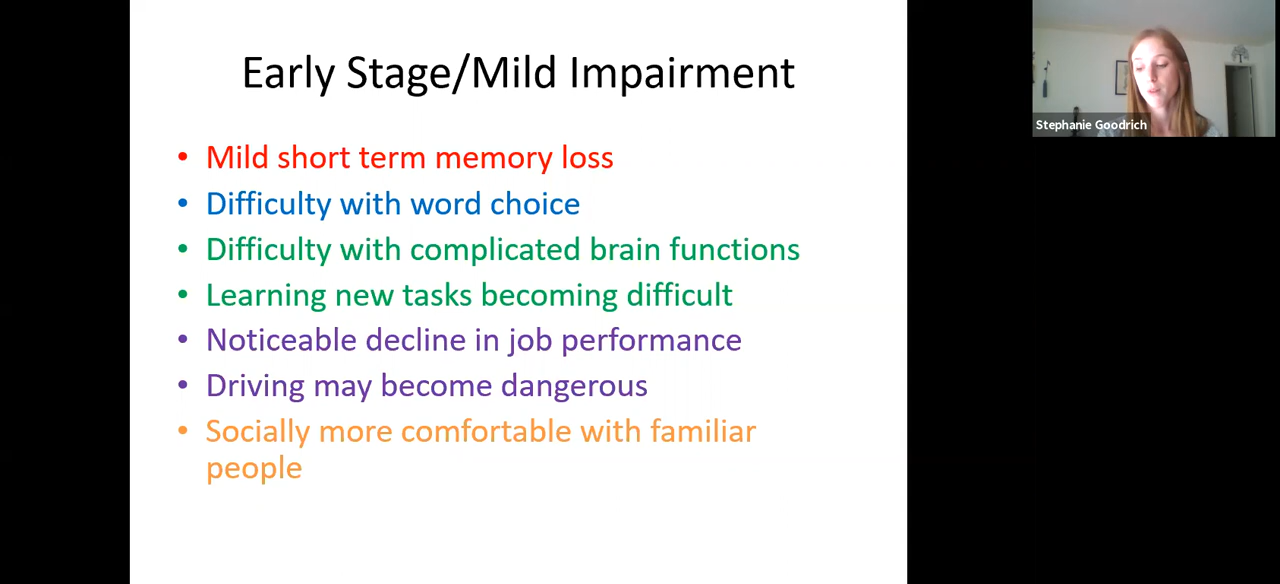 Early Stage/Mild Impairment
• Mild short term memory loss
• Difficulty with word choice
• Difficulty with complicated brain functions
• Learning new tasks becoming difficult
• Noticeable decline in job performance
• Driving may become dangerous
• Socially more comfortable with familiar
people
Stephanie Goodrich